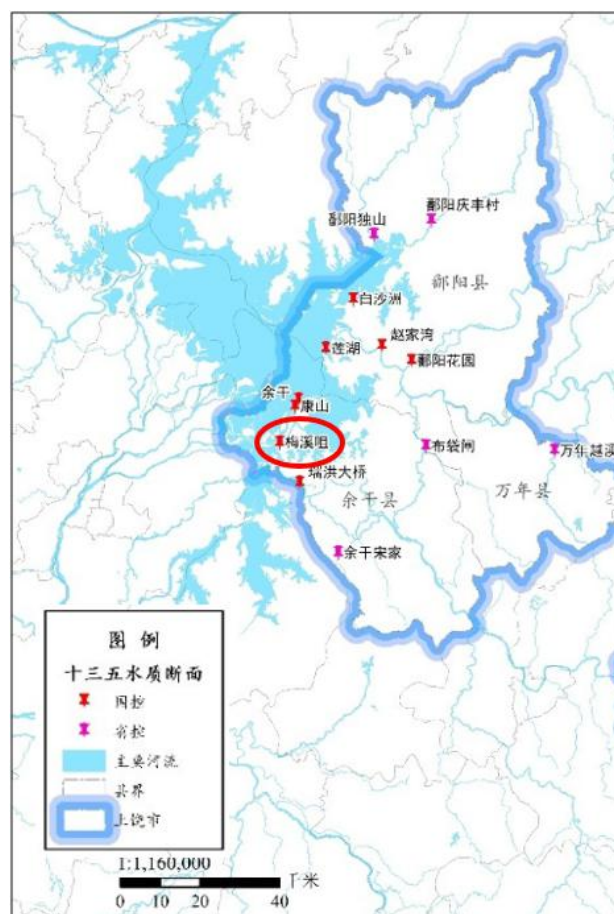 鄱阳庆丰村
鄱阳独山
鄱阳县
白沙洲
赵家湾
莲湖
鄱阳花园
余干
康山
梅溪咀
布袋闸
万年越溪
瑞洪大桥
余干县
万年县
余干宋家
图 例
十三五水质断面
国控
省控
主要河流
县界
上饶市
1:1,160,000
千米
0 10 20 40